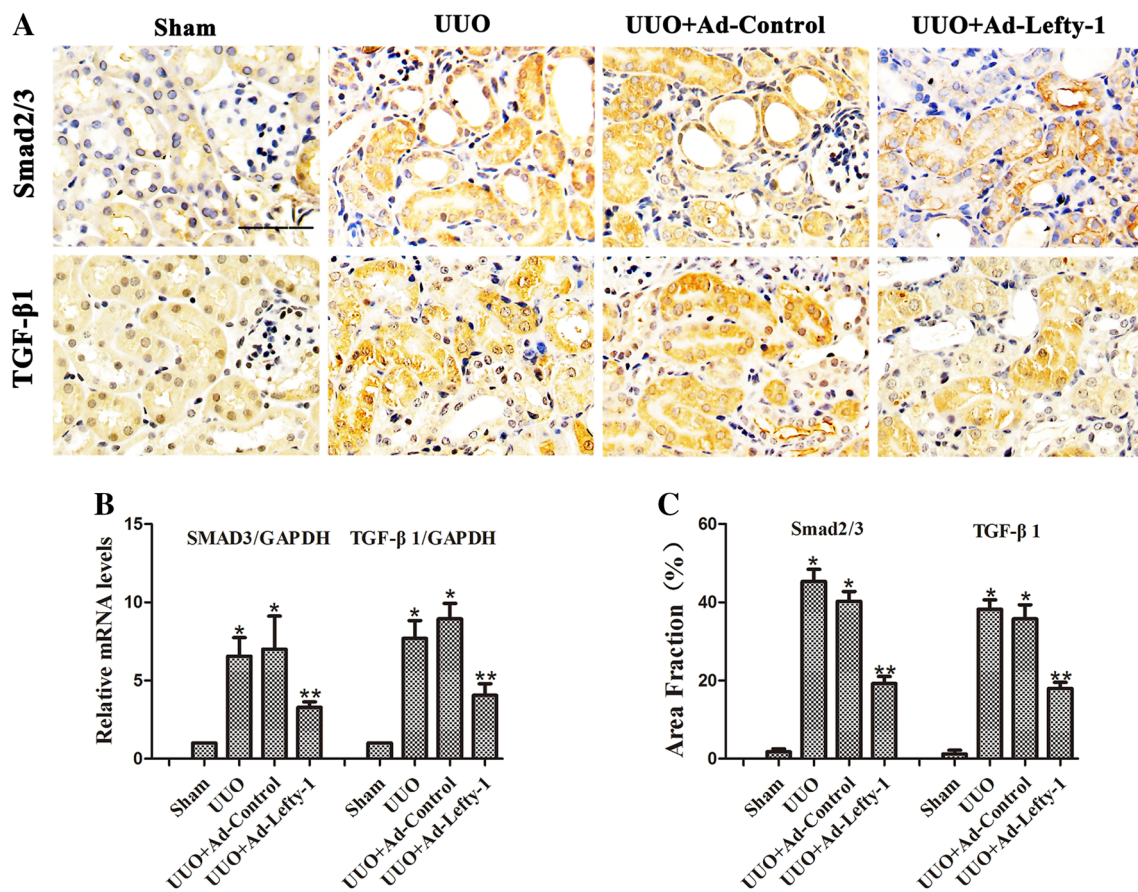 A
Sham
UUO
UUO+Ad-Control
UUO+Ad-Lefty-1
Smad2/3
TGF-β1
B
Relative mRNA levels
15
10
5
0
SMAD3/GAPDH
TGF-β 1/GAPDH
*
*
**
*
*
**
Sham
UUO
UUO+Ad-Control
UUO+Ad-Lefty-1
Sham
UUO
UUO+Ad-Control
UUO+Ad-Lefty-1
C
Area Fraction (%)
60
40
20
0
Smad2/3
TGF-β 1
*
*
**
*
*
**
Sham
UUO
UUO+Ad-Control
UUO+Ad-Lefty-1
Sham
UUO
UUO+Ad-Control
UUO+Ad-Lefty-1